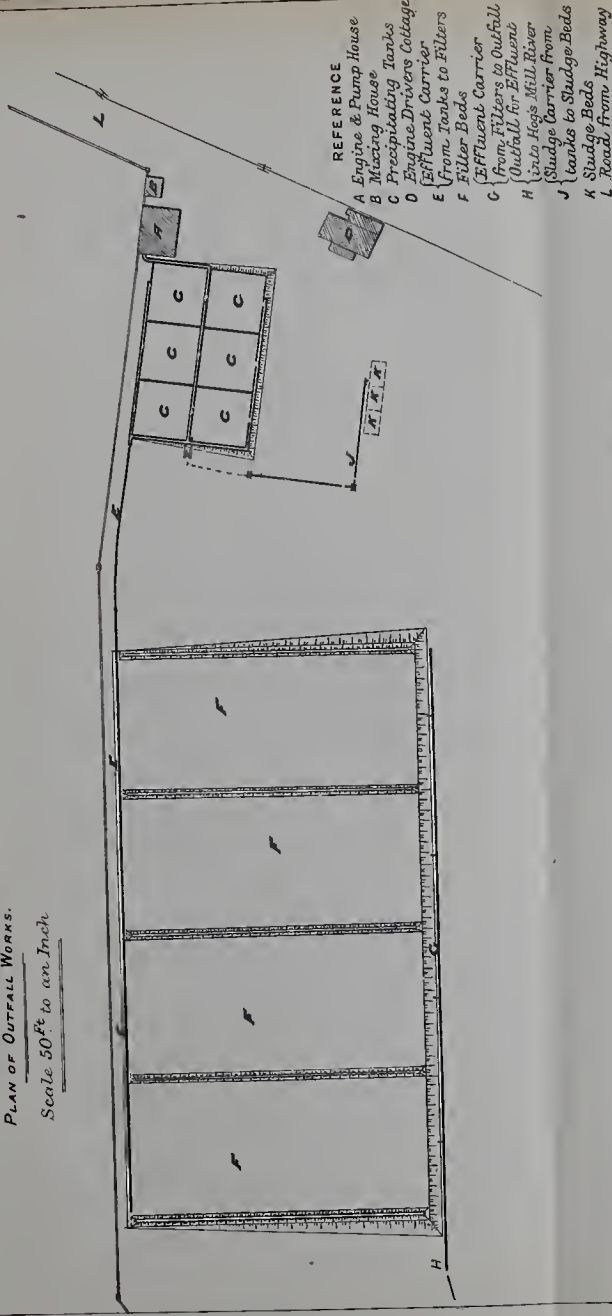 PLAN OF OUTFALL WORKS.
Scale 50Ft to an Inch
REFERENCE
A Engine & Pump House
B Mixing House
C Precipitating Tanks
D Engine Drivers Cottage
E {Effluent Carrier
from Tanks to Filters
F Filter Beds
G {Effluent Carrier
from Filters to Outfall
H {Outfall for Effluent
into Hog's Mill River
J {Sludge Carrier from
tanks to Sludge Beds
K Sludge Beds
L Road from Highway
L
B
A
D
C
C
C
C
C
C
J
K
K
K
E
E
E
F
F
F
F
G
H